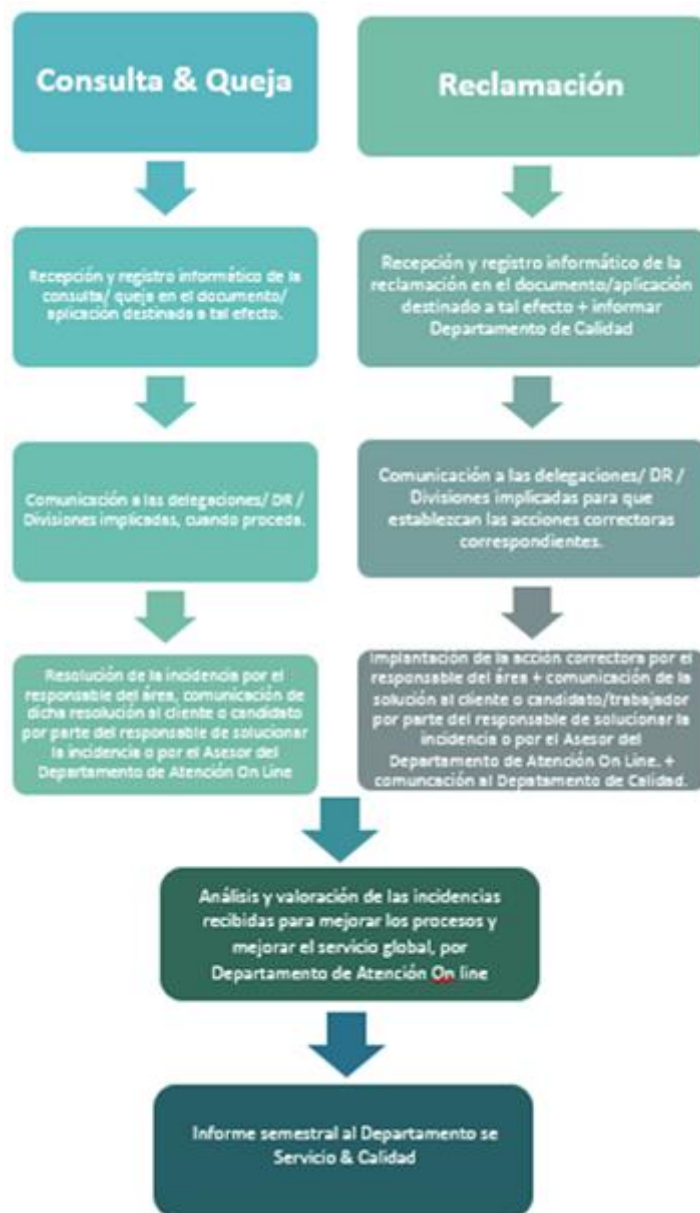 Consulta & Queja
Recepción y registro informático de la
consulta/ queja en el documento/
aplicación destinado a tal efecto.
Comunicación a las delegaciones/ DR /
Divisiones implicadas, cuando proceda.
Resolución de la incidencia por el
responsable del área, comunicación de
dicha resolución al cliente o candidato
por parte del responsable de solucionar
la incidencia o por el Asesor del
Departamento de Atención On Line
Reclamación
Recepción y registro informático de la
reclamación en el documento/aplicación
destinado a tal efecto + informar
Departamento de Calidad
Comunicación a las delegaciones/ DR /
Divisiones implicadas para que
establezcan las acciones correctoras
correspondientes.
Implantación de la acción correctora por el
responsable del área + comunicación de la
solución al cliente o candidato/trabajador
por parte del responsable de solucionar la
incidencia o por el Asesor del
Departamento de Atención On Line. +
comuncación al Depatamento de Calidad.
Análisis y valoración de las incidencias
recibidas para mejorar los procesos y
mejorar el servicio global, por
Departamento de Atención On line
Informe semestral al Departamento se
Servicio & Calidad